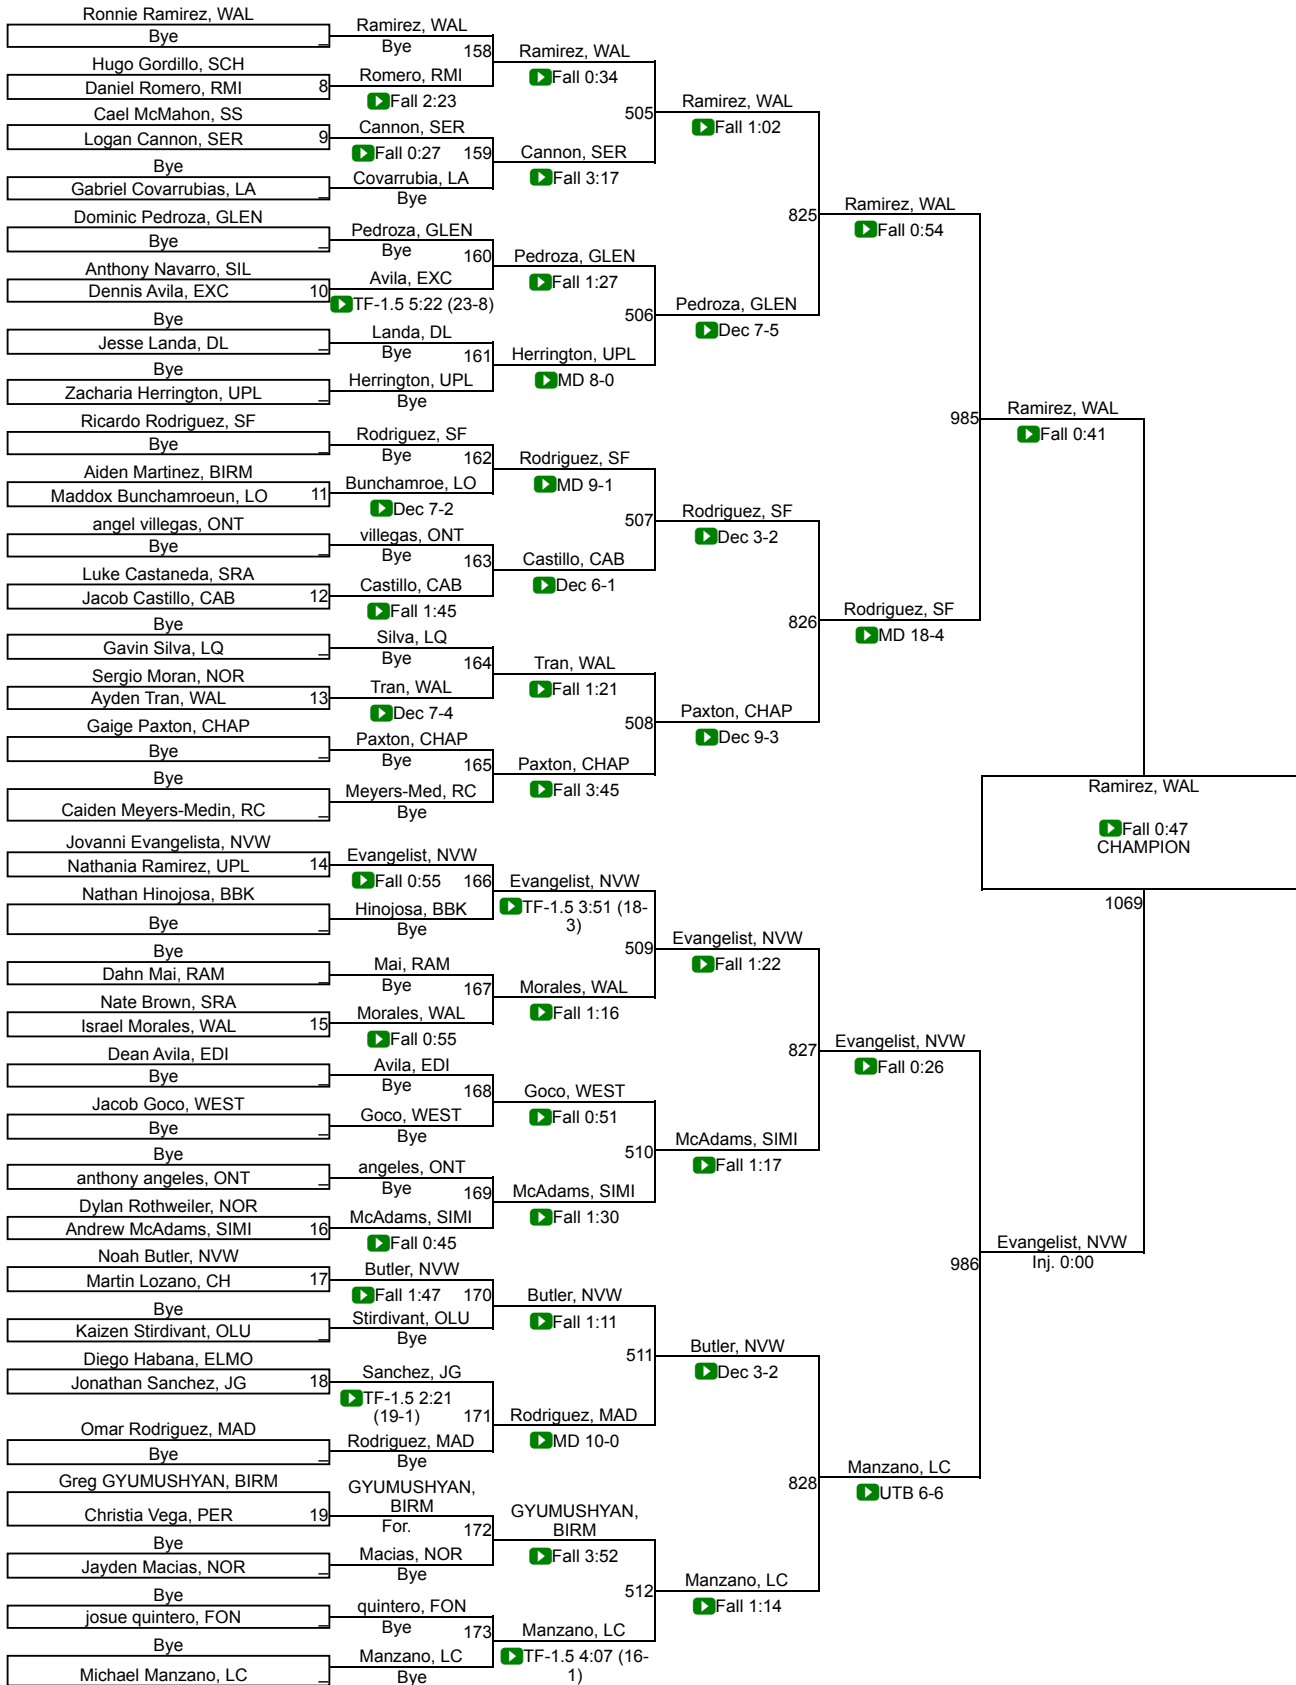 Ronnie Ramirez, WAL
Bye _
Hugo Gordillo, SCH
Daniel Romero, RMI 8
Cael McMahon, SS
Logan Cannon, SER 9
Bye
Gabriel Covarrubias, LA _
Dominic Pedroza, GLEN
Bye _
Anthony Navarro, SIL
Dennis Avila, EXC 10
Bye
Jesse Landa, DL _
Bye
Zacharia Herrington, UPL _
Ricardo Rodriguez, SF
Bye _
Aiden Martinez, BIRM
Maddox Bunchamroeun, LO 11
angel villegas, ONT
Bye _
Luke Castaneda, SRA
Jacob Castillo, CAB 12
Bye
Gavin Silva, LQ _
Sergio Moran, NOR
Ayden Tran, WAL 13
Gaige Paxton, CHAP
Bye _
Bye
Caiden Meyers-Medin, RC _
Jovanni Evangelista, NVW
Nathania Ramirez, UPL 14
Nathan Hinojosa, BBK
Bye _
Bye
Dahn Mai, RAM _
Nate Brown, SRA
Israel Morales, WAL 15
Dean Avila, EDI
Bye _
Jacob Goco, WEST
Bye _
Bye
anthony angeles, ONT _
Dylan Rothweiler, NOR
Andrew McAdams, SIMI 16
Noah Butler, NVW
Martin Lozano, CH 17
Bye
Kaizen Stirdivant, OLU _
Diego Habana, ELMO
Jonathan Sanchez, JG 18
Omar Rodriguez, MAD
Bye _
Greg GYUMUSHYAN, BIRM
Christia Vega, PER 19
Bye
Jayden Macias, NOR _
Bye
josue quintero, FON _
Bye
Michael Manzano, LC _
Ramirez, WAL
Bye 158
Romero, RMI
Fall 2:23
Cannon, SER
Fall 0:27 159
Covarrubia, LA
Bye
Pedroza, GLEN
Bye 160
Avila, EXC
TF-1.5 5:22 (23-8)
Landa, DL
Bye 161
Herrington, UPL
Bye
Rodriguez, SF
Bye 162
Bunchamroe, LO
Dec 7-2
villegas, ONT
Bye 163
Castillo, CAB
Fall 1:45
Silva, LQ
Bye 164
Tran, WAL
Dec 7-4
Paxton, CHAP
Bye 165
Meyers-Med, RC
Bye
Evangelist, NVW
Fall 0:55 166
Hinojosa, BBK
Bye
Mai, RAM
Bye 167
Morales, WAL
Fall 0:55
Avila, EDI
Bye 168
Goco, WEST
Bye
angeles, ONT
Bye 169
McAdams, SIMI
Fall 0:45
Butler, NVW
Fall 1:47 170
Stirdivant, OLU
Bye
Sanchez, JG
TF-1.5 2:21
(19-1) 171
Rodriguez, MAD
Bye
GYUMUSHYAN,
BIRM
For. 172
Macias, NOR
Bye
quintero, FON
Bye 173
Manzano, LC
Bye
Ramirez, WAL
Fall 0:34
505
Cannon, SER
Fall 3:17
Pedroza, GLEN
Fall 1:27
506
Herrington, UPL
MD 8-0
Rodriguez, SF
MD 9-1
507
Castillo, CAB
Dec 6-1
Tran, WAL
Fall 1:21
508
Paxton, CHAP
Fall 3:45
Evangelist, NVW
TF-1.5 3:51 (18-
3)
509
Morales, WAL
Fall 1:16
Goco, WEST
Fall 0:51
510
McAdams, SIMI
Fall 1:30
Butler, NVW
Fall 1:11
511
Rodriguez, MAD
MD 10-0
GYUMUSHYAN,
BIRM
Fall 3:52
512
Manzano, LC
TF-1.5 4:07 (16-
1)
Ramirez, WAL
Fall 1:02
825
Pedroza, GLEN
Dec 7-5
Rodriguez, SF
Dec 3-2
826
Paxton, CHAP
Dec 9-3
Evangelist, NVW
Fall 1:22
827
McAdams, SIMI
Fall 1:17
Butler, NVW
Dec 3-2
828
Manzano, LC
Fall 1:14
Ramirez, WAL
Fall 0:54
985
Rodriguez, SF
MD 18-4
Evangelist, NVW
Fall 0:26
986
Manzano, LC
UTB 6-6
Ramirez, WAL
Fall 0:41
Evangelist, NVW
Inj. 0:00
Ramirez, WAL
Fall 0:47
CHAMPION
1069